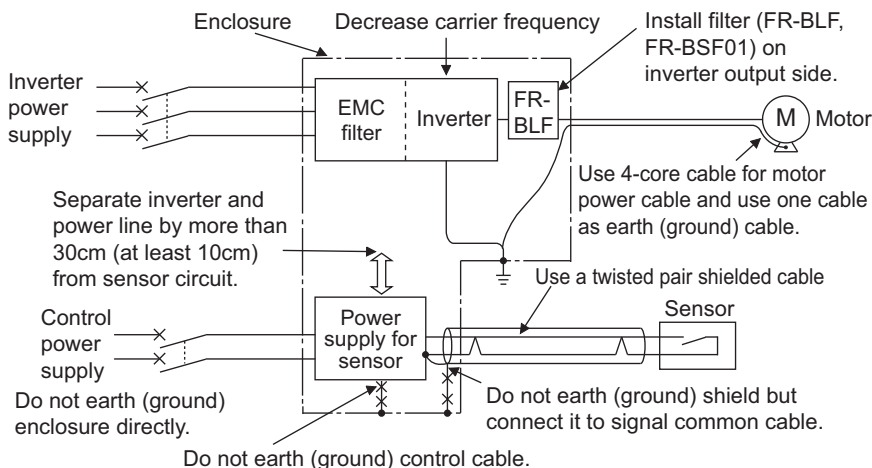 Enclosure
Decrease carrier frequency
Install filter (FR-BLF,
FR-BSF01) on
inverter output side.
Inverter
power
supply
EMC
filter
Inverter
FR-
BLF
M
Motor
Use 4-core cable for motor
power cable and use one cable
as earth (ground) cable.
Separate inverter and
power line by more than
30cm (at least 10cm)
from sensor circuit.
Use a twisted pair shielded cable
Control
power
supply
Power
supply for
sensor
Sensor
Do not earth (ground)
enclosure directly.
Do not earth (ground) shield but
connect it to signal common cable.
Do not earth (ground) control cable.